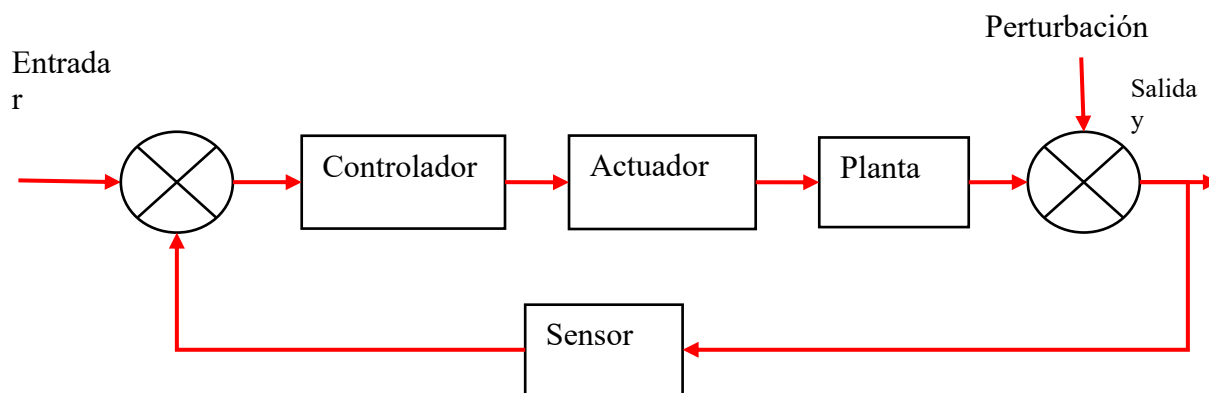 Perturbación
Entrada
r
Salida
y
Controlador
Actuador
Planta
Sensor